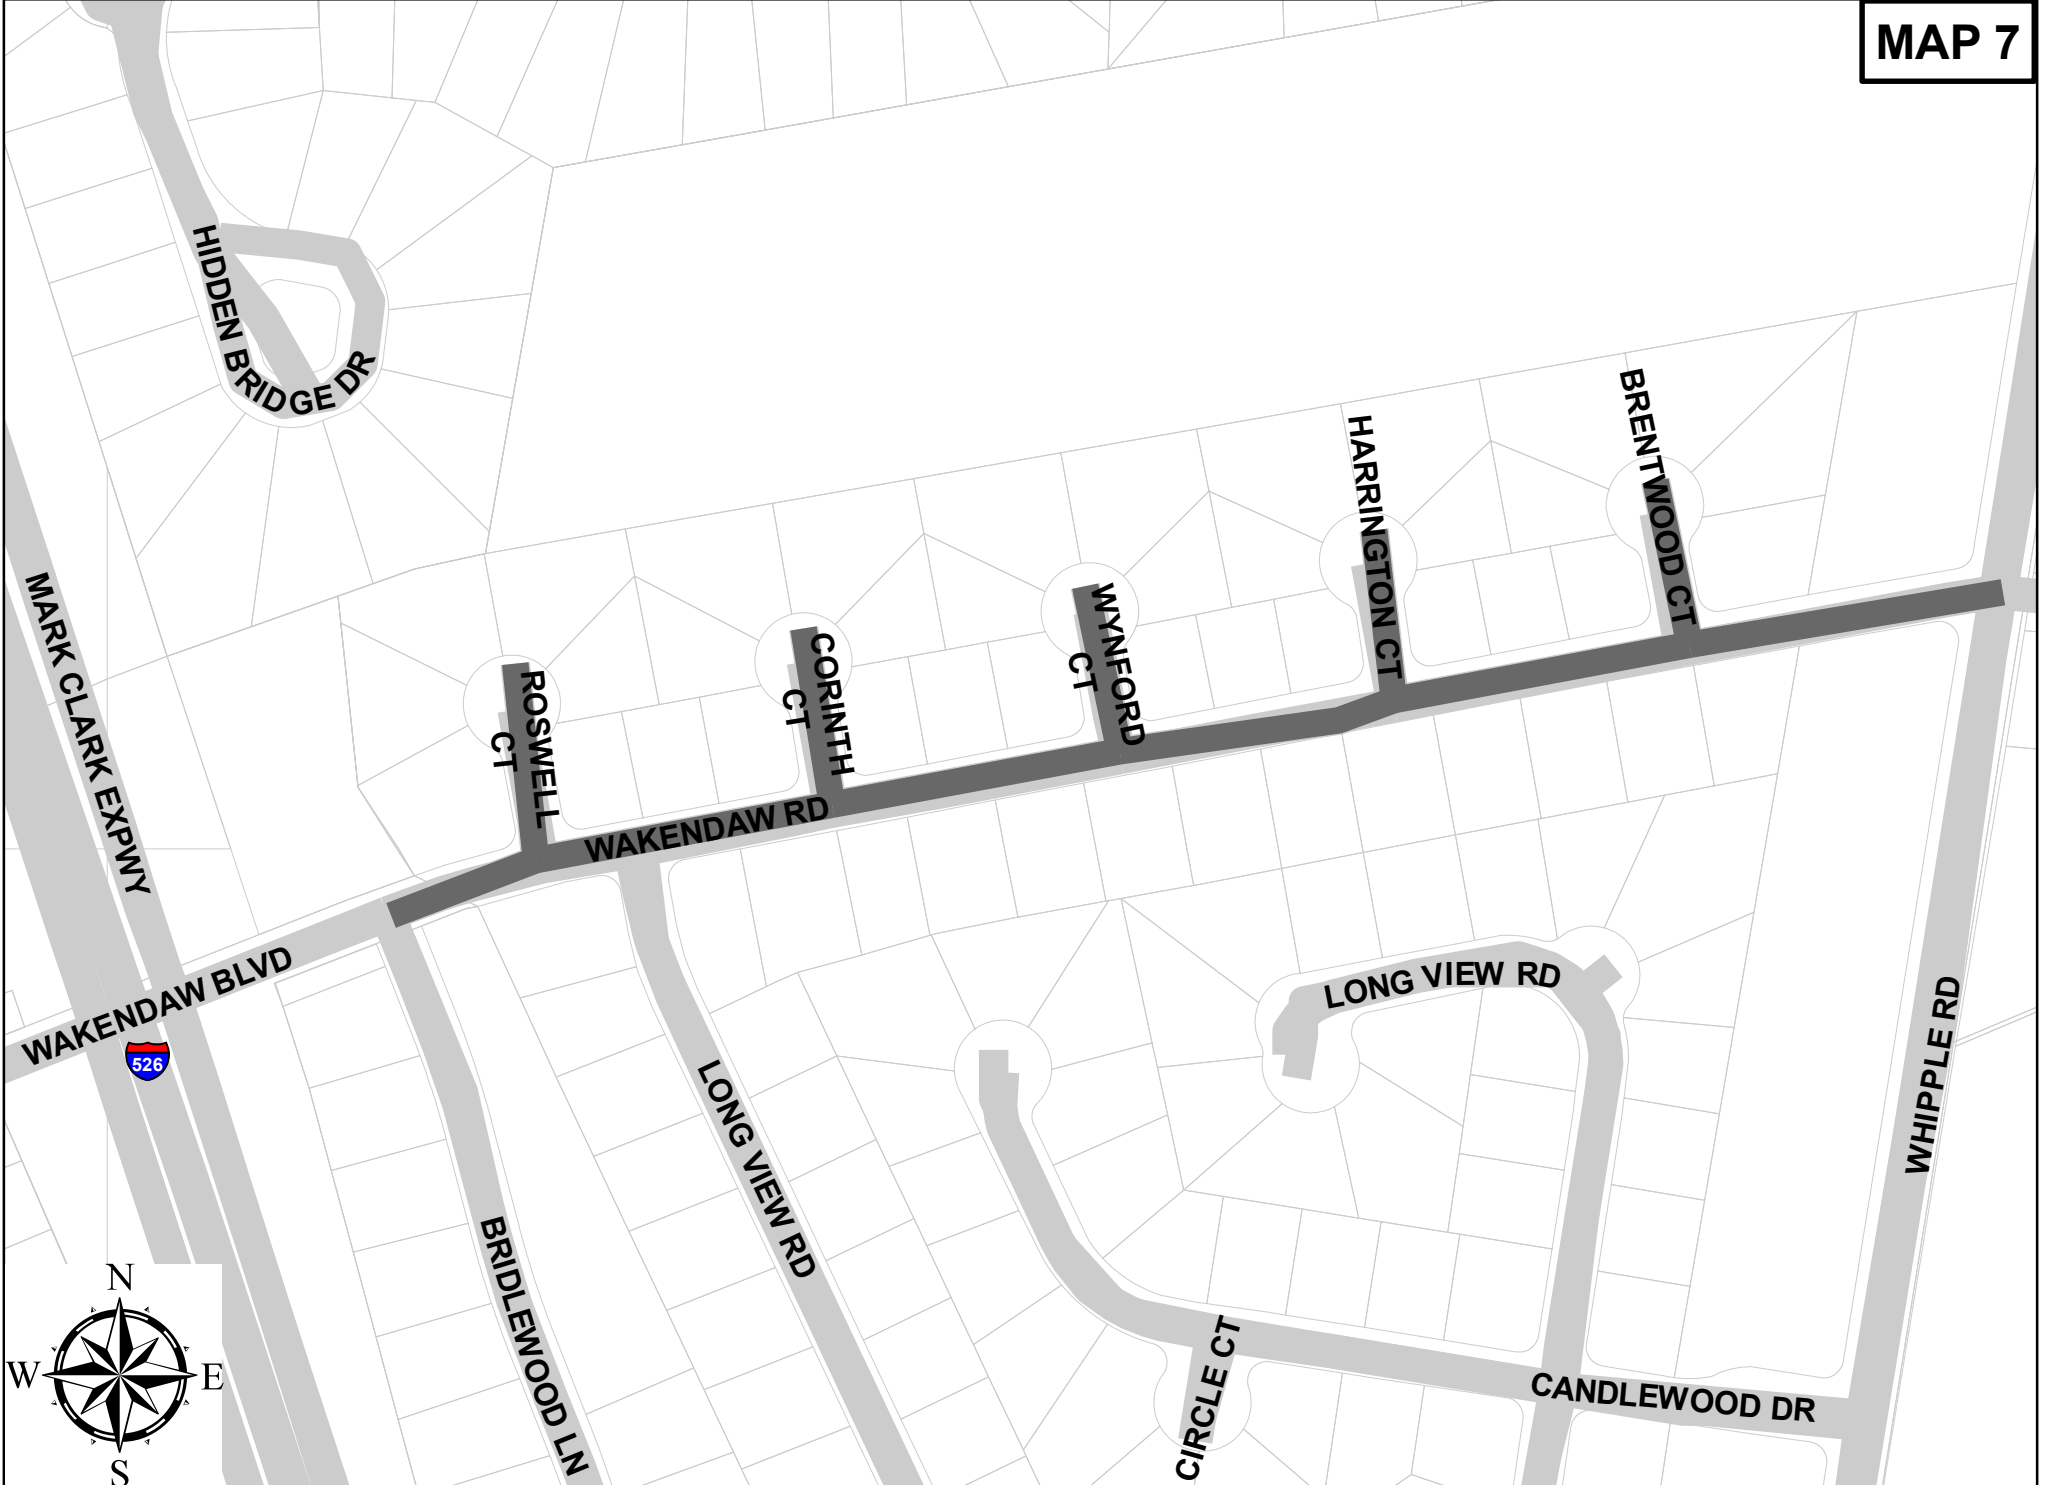 MAP 7
HIDDEN BRIDGE DR
BRENTWOOD CT
HARRINGTON CT
WYNFORD
CT
CORINTH
CT
ROSWELL
CT
MARK CLARK EXPWY
WAKENDAW RD
WAKENDAW BLVD
526
LONG VIEW RD
LONG VIEW RD
WHIPPLE RD
BRIDLEWOOD LN
CIRCLE CT
CANDLEWOOD DR
N
W
E
S